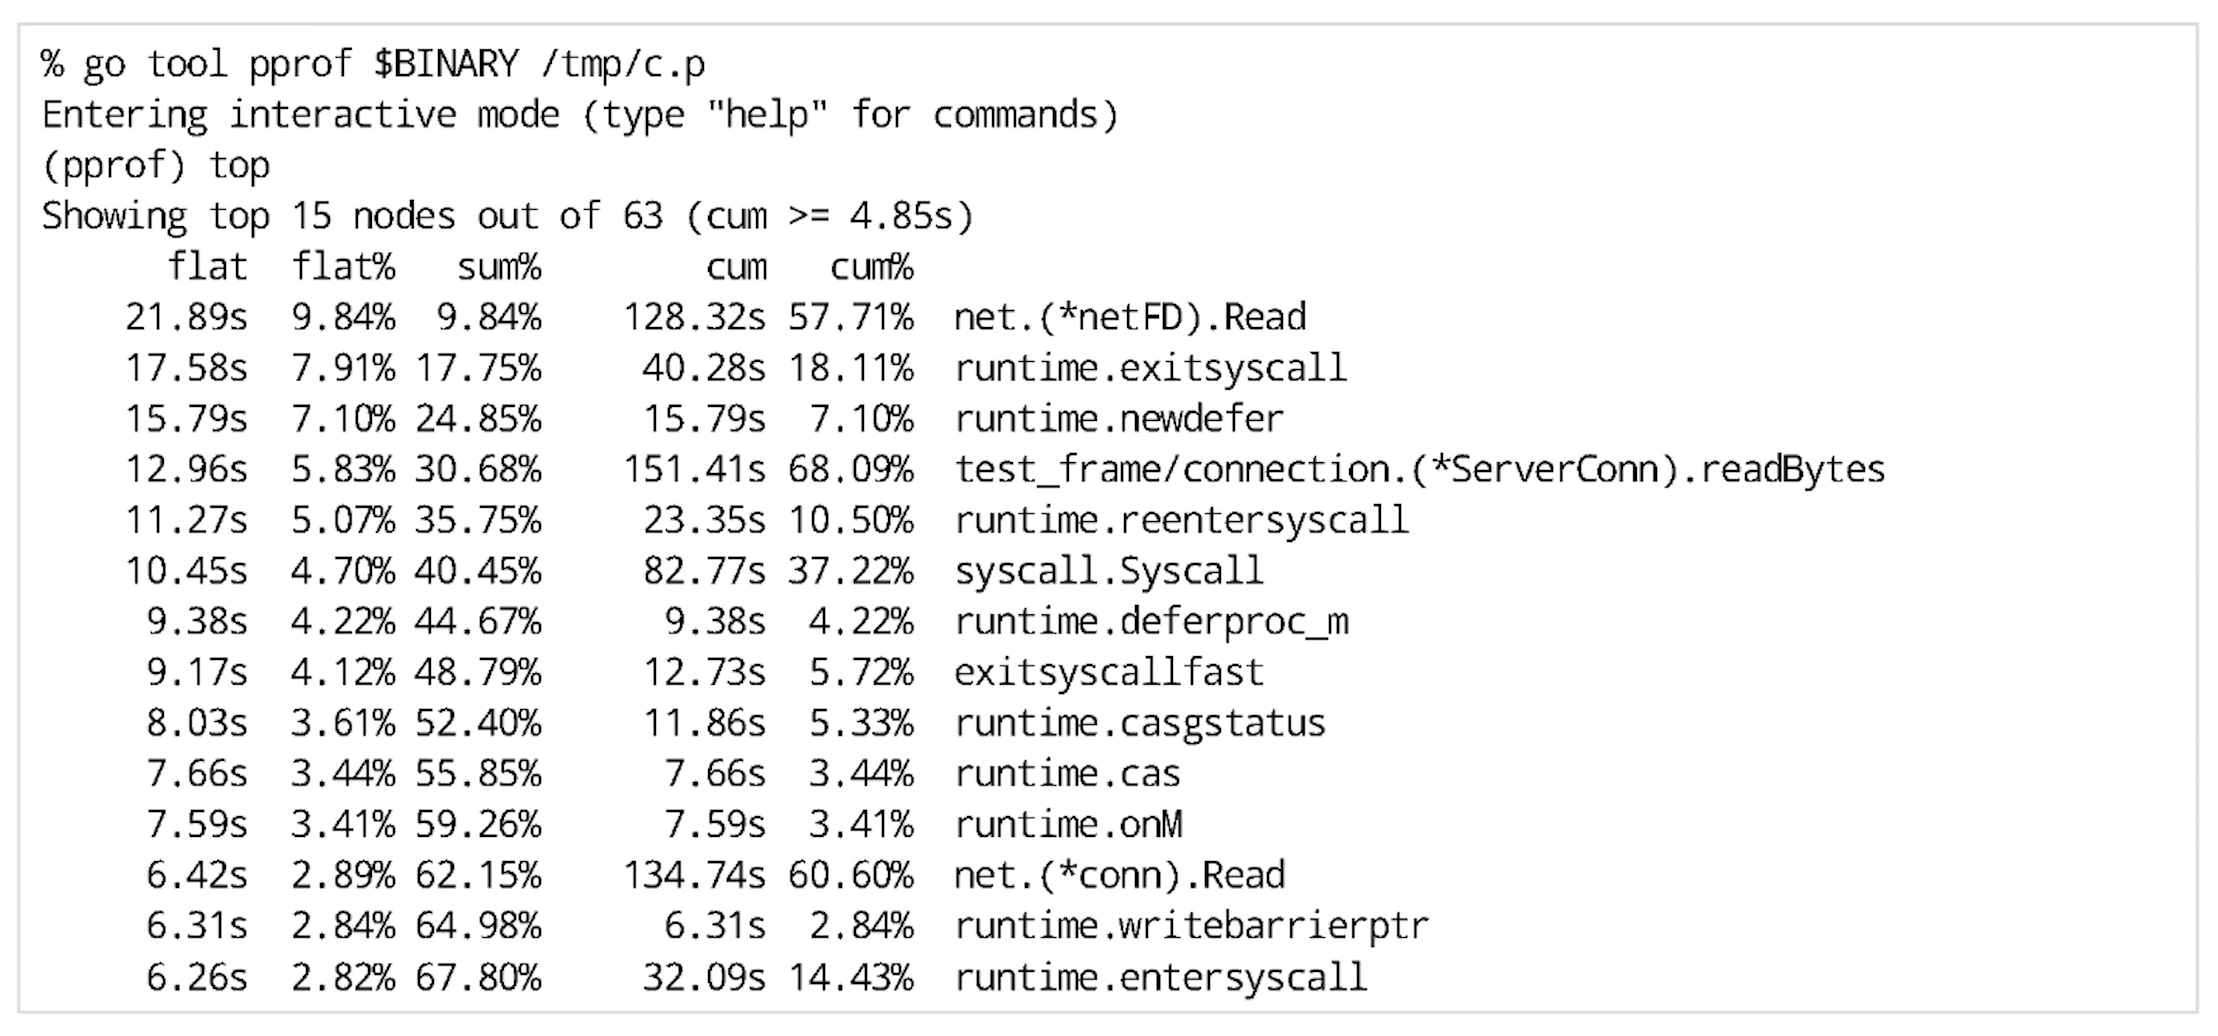 % go tool pprof $BINARY /tmp/c.p
Entering interactive mode (type "help" for commands)
(pprof) top
Showing top 15 nodes out of 63 (cum >= 4.85s)
flat flat% sum% cum cum%
21.89s 9.84% 9.84% 128.32s 57.71% net.(*netFD).Read
17.58s 7.91% 17.75% 40.28s 18.11% runtime.exitsyscall
15.79s 7.10% 24.85% 15.79s 7.10% runtime.newdefer
12.96s 5.83% 30.68% 151.41s 68.09% test_frame/connection.(*ServerConn).readBytes
11.27s 5.07% 35.75% 23.35s 10.50% runtime.reentersyscall
10.45s 4.70% 40.45% 82.77s 37.22% syscall.Syscall
9.38s 4.22% 44.67% 9.38s 4.22% runtime.deferproc_m
9.17s 4.12% 48.79% 12.73s 5.72% exitsyscallfast
8.03s 3.61% 52.40% 11.86s 5.33% runtime.casgstatus
7.66s 3.44% 55.85% 7.66s 3.44% runtime.cas
7.59s 3.41% 59.26% 7.59s 3.41% runtime.onM
6.42s 2.89% 62.15% 134.74s 60.60% net.(*conn).Read
6.31s 2.84% 64.98% 6.31s 2.84% runtime.writebarrierptr
6.26s 2.82% 67.80% 32.09s 14.43% runtime.entersyscall